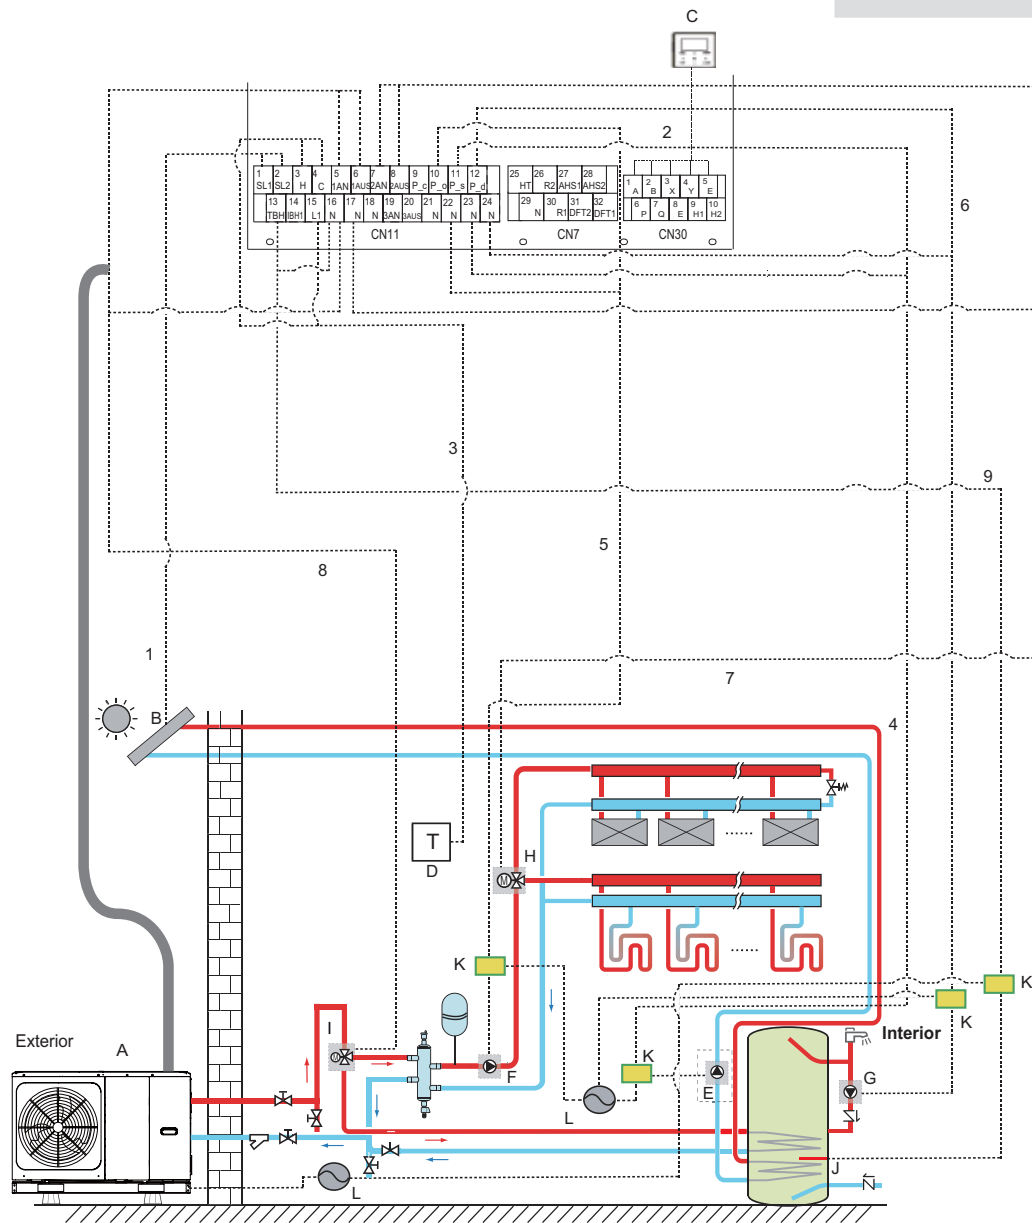 C
2
1 2 3 4 5 6 7 8 9 10 11 12
SL1 SL2 H C 1AN 1AUS 2AN 2AUS P_c P_o P_s P_d
13 14 15 16 17 18 19 20 21 22 23 24
TBH IBH1 L1 N N N 3AN 3AUS N N N N
CN11
25 26 27 28
HT R2 AHS1 AHS2
29 30 31 32
N R1 DFT2 DFT1
CN7
1 2 3 4 5
A B X Y E
6 7 8 9 10
P Q E H1 H2
CN30
6
3
9
5
8
1
7
B
4
T
D
H
M
K
K
K
Exterior
A
I
M
F
Interior
K
E
G
L
J
L